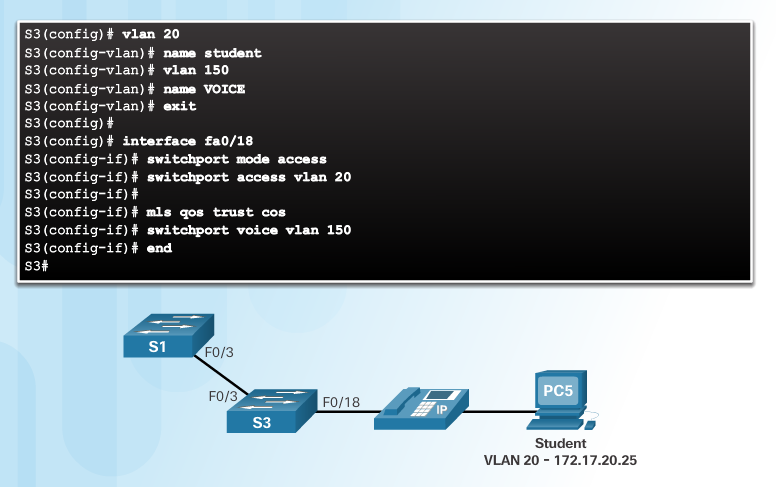 S3(config)# vlan 20
S3(config-vlan)# name student
S3(config-vlan)# vlan 150
S3(config-vlan)# name VOICE
S3(config-vlan)# exit
S3(config)#
S3(config)# interface fa0/18
S3(config-if)# switchport mode access
S3(config-if)# switchport access vlan 20
S3(config-if)#
S3(config-if)# mls qos trust cos
S3(config-if)# switchport voice vlan 150
S3(config-if)# end
S3#
S1
F0/3
F0/3
S3
F0/18
IP
PC5
Student
VLAN 20 - 172.17.20.25